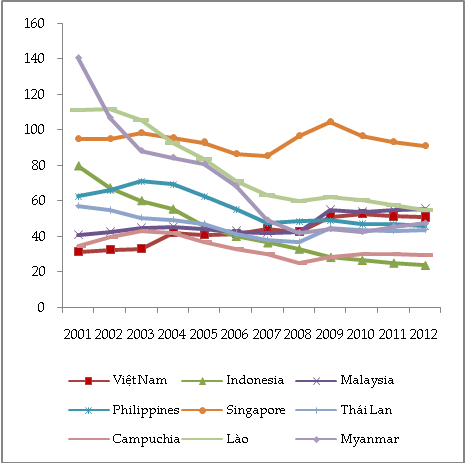 160
140
120
100
80
60
40
20
0
2001 2002 2003 2004 2005 2006 2007 2008 2009 2010 2011 2012
Việt Nam Indonesia Malaysia
Philippines Singapore Thái Lan
Campuchia Lào Myanmar